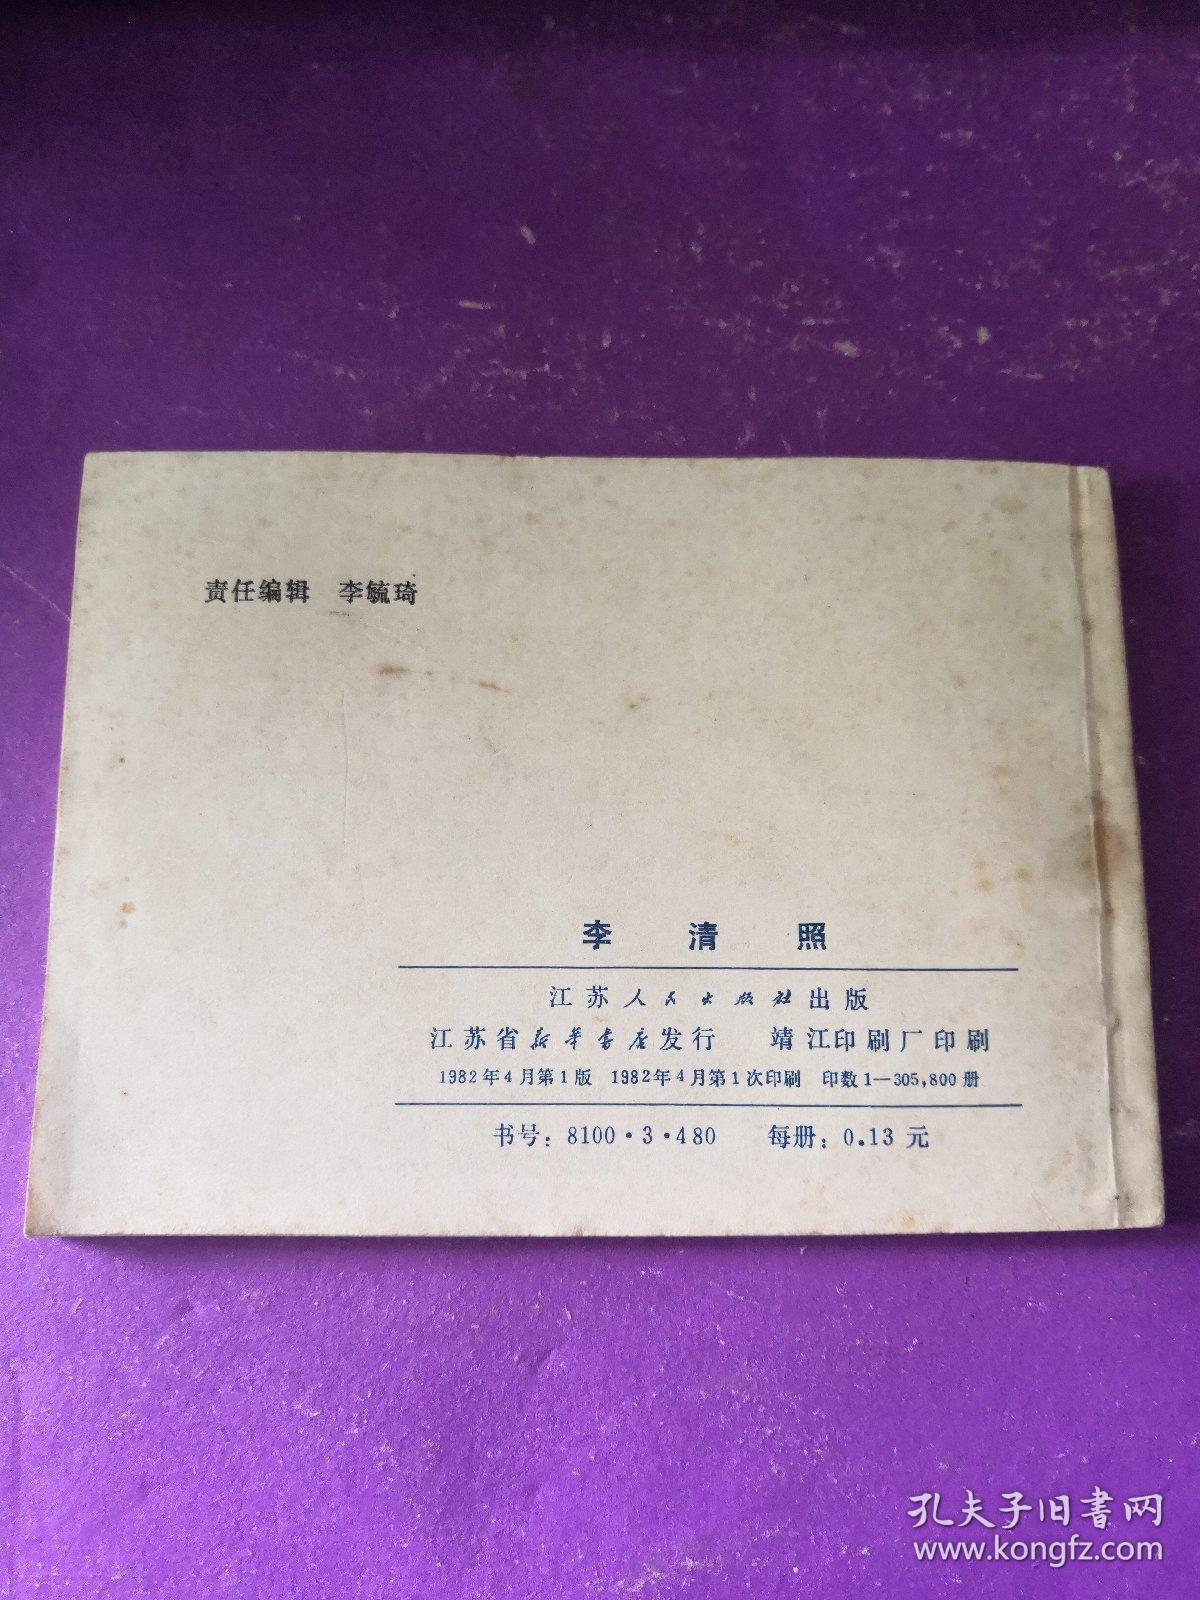 责任编辑 李毓琦
李清照
江苏人民出版社出版
江苏省新华书店发行 靖江印刷厂印刷
1982年4月第1版 1982年4月第1次印刷 印数1—305,800册
书号：8100·3·480 每册：0.13元
孔夫子旧书网
www.kongfz.com